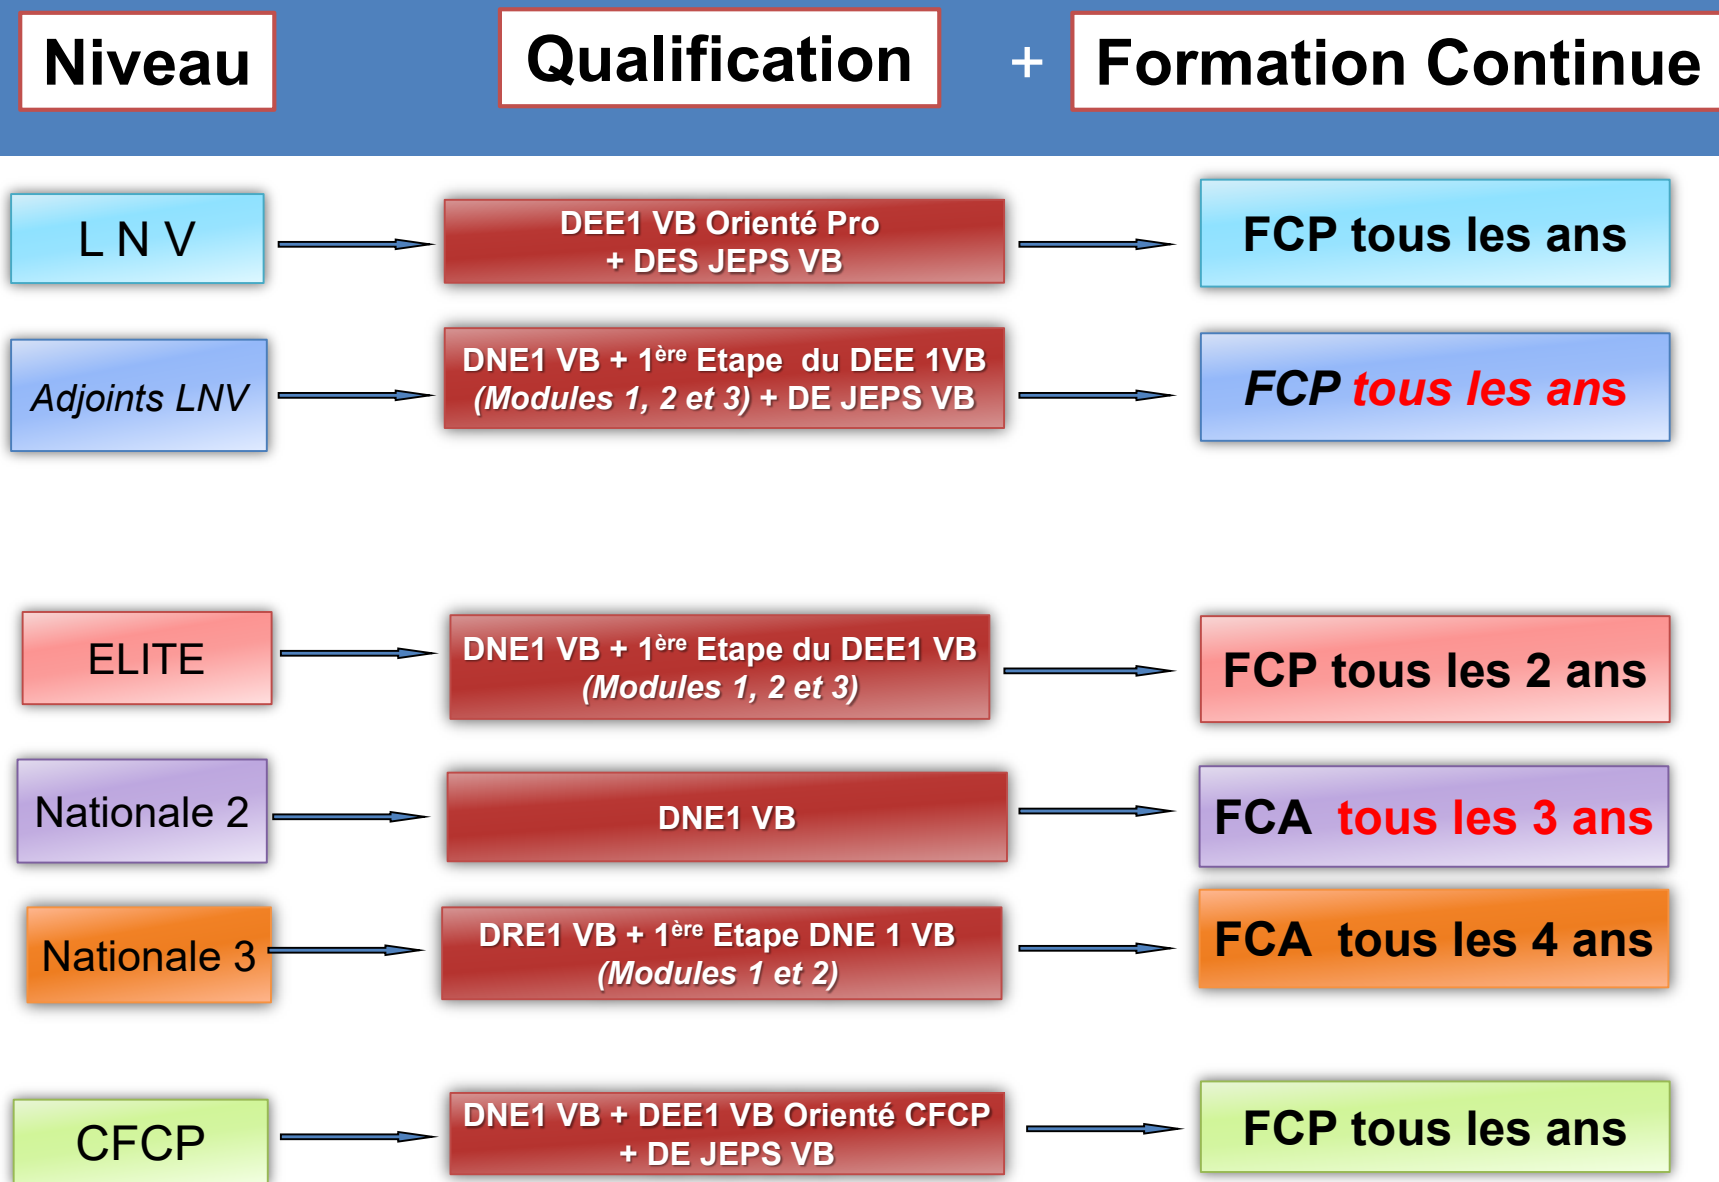 Niveau
Qualification
+
Formation Continue
L N V
DEE1 VB Orienté Pro
+ DES JEPS VB
FCP tous les ans
Adjoints LNV
DNE1 VB + 1ère Etape du DEE 1VB
(Modules 1, 2 et 3) + DE JEPS VB
FCP tous les ans
ELITE
DNE1 VB + 1ère Etape du DEE1 VB
(Modules 1, 2 et 3)
FCP tous les 2 ans
Nationale 2
DNE1 VB
FCA tous les 3 ans
Nationale 3
DRE1 VB + 1ère Etape DNE 1 VB
(Modules 1 et 2)
FCA tous les 4 ans
CFCP
DNE1 VB + DEE1 VB Orienté CFCP
+ DE JEPS VB
FCP tous les ans